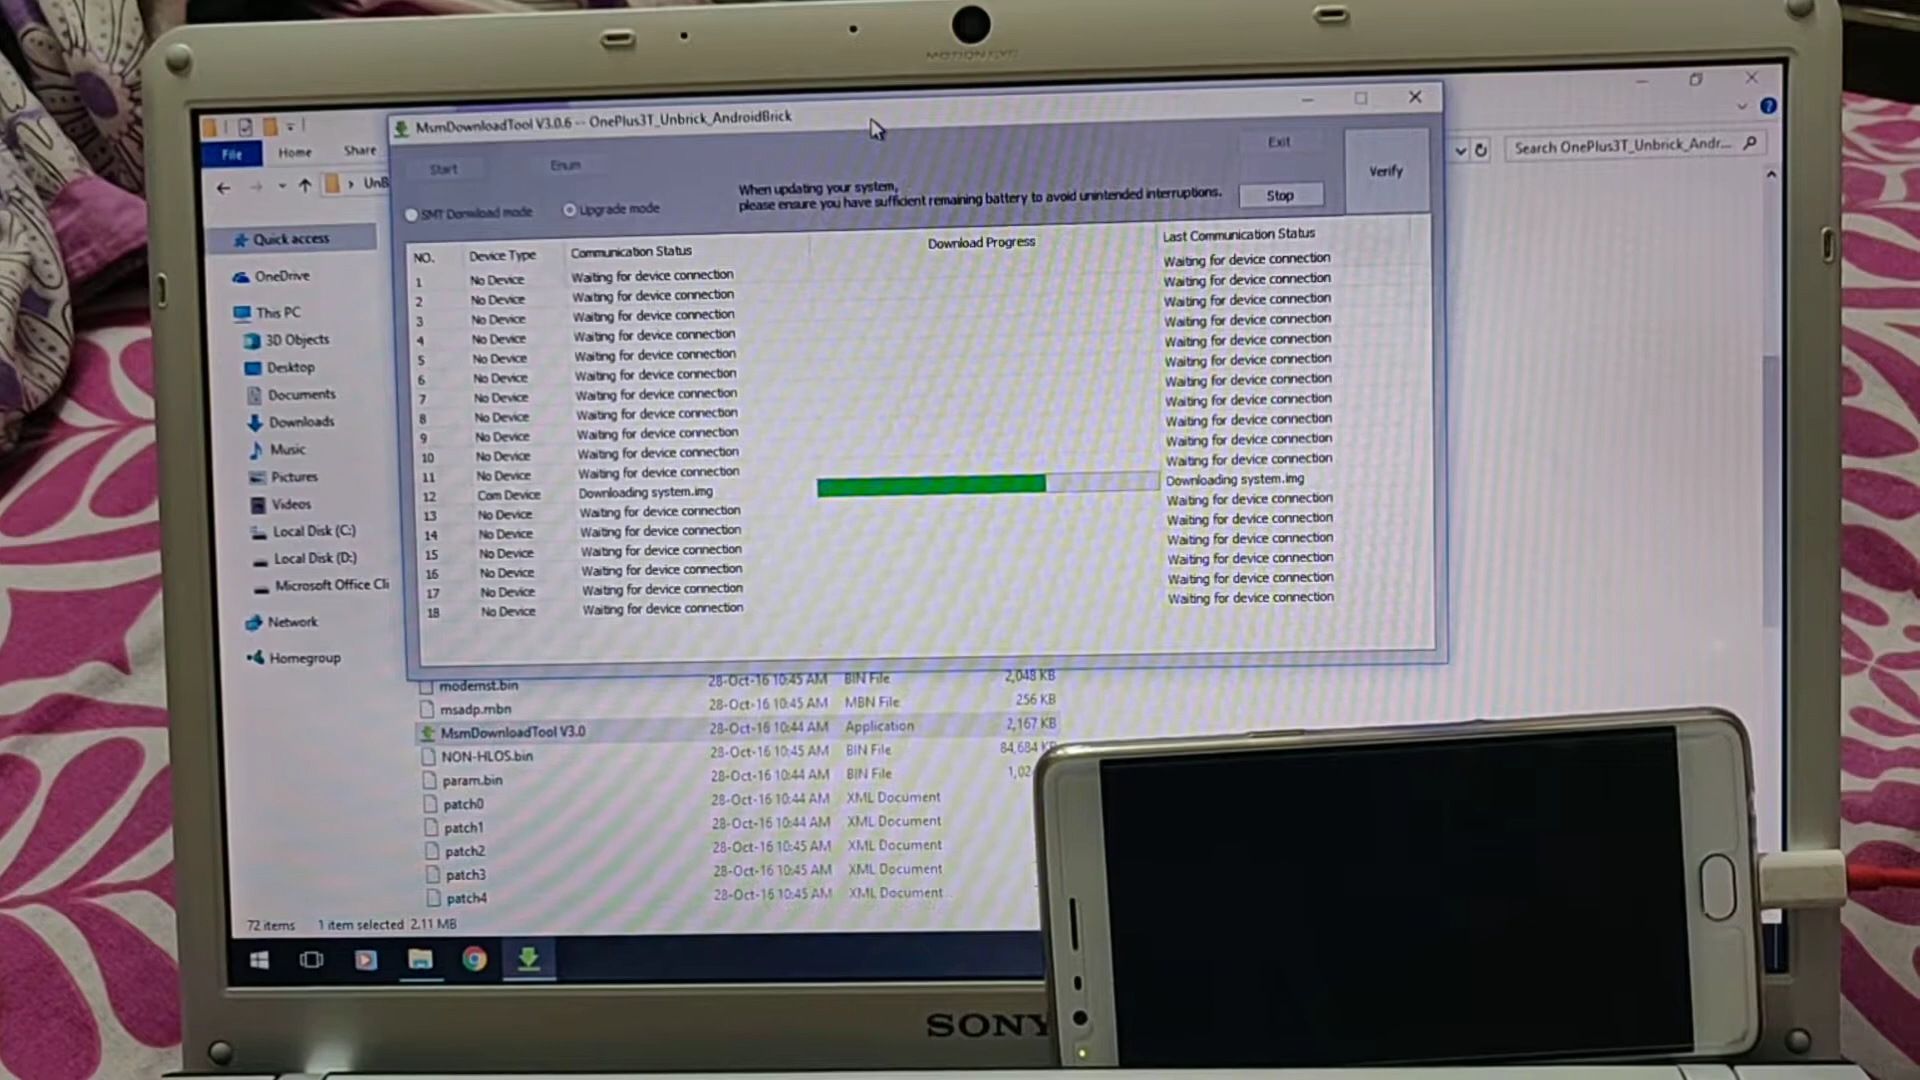 MOTION EYE
MsmDownloadTool V3.0.6 -- OnePlus3T_Unbrick_AndroidBrick
File
Home
Share
Search OnePlus3T_Unbrick_Andr...
UnB
Start
Enum
Exit
Verify
SMT Donwload mode
Upgrade mode
When updating your system,
please ensure you have sufficient remaining battery to avoid unintended interruptions.
Stop
NO. Device Type Communication Status Download Progress Last Communication Status
1 No Device Waiting for device connection Waiting for device connection
2 No Device Waiting for device connection Waiting for device connection
3 No Device Waiting for device connection Waiting for device connection
4 No Device Waiting for device connection Waiting for device connection
5 No Device Waiting for device connection Waiting for device connection
6 No Device Waiting for device connection Waiting for device connection
7 No Device Waiting for device connection Waiting for device connection
8 No Device Waiting for device connection Waiting for device connection
9 No Device Waiting for device connection Waiting for device connection
10 No Device Waiting for device connection Waiting for device connection
11 No Device Waiting for device connection Waiting for device connection
12 Com Device Downloading system.img Downloading system.img
13 No Device Waiting for device connection Waiting for device connection
14 No Device Waiting for device connection Waiting for device connection
15 No Device Waiting for device connection Waiting for device connection
16 No Device Waiting for device connection Waiting for device connection
17 No Device Waiting for device connection Waiting for device connection
18 No Device Waiting for device connection Waiting for device connection
Quick access
OneDrive
This PC
3D Objects
Desktop
Documents
Downloads
Music
Pictures
Videos
Local Disk (C:)
Local Disk (D:)
Microsoft Office Cli
Network
Homegroup
modemst.bin 28-Oct-16 10:45 AM BIN File 2,048 KB
msadp.mbn 28-Oct-16 10:45 AM MBN File 256 KB
MsmDownloadTool V3.0 28-Oct-16 10:44 AM Application 2,167 KB
NON-HLOS.bin 28-Oct-16 10:45 AM BIN File 84,684 KB
param.bin 28-Oct-16 10:44 AM BIN File 1,02
patch0 28-Oct-16 10:44 AM XML Document
patch1 28-Oct-16 10:44 AM XML Document
patch2 28-Oct-16 10:45 AM XML Document
patch3 28-Oct-16 10:45 AM XML Document
patch4 28-Oct-16 10:45 AM XML Document
72 items 1 item selected 2.11 MB
SONY